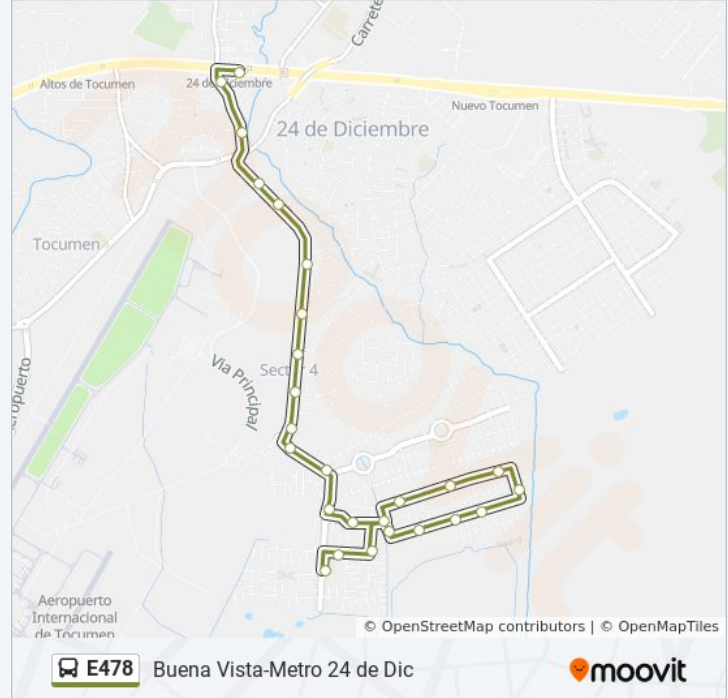 Carrete
Altos de Tocumen
24 de Diciembre
Nuevo Tocumen
24 de Diciembre
Tocumen
Sector 4
Via Principal
eropuerto
Aeropuerto
Internacional
de Tocumen
© OpenStreetMap contributors | © OpenMapTiles
E478 Buena Vista-Metro 24 de Dic
moovit